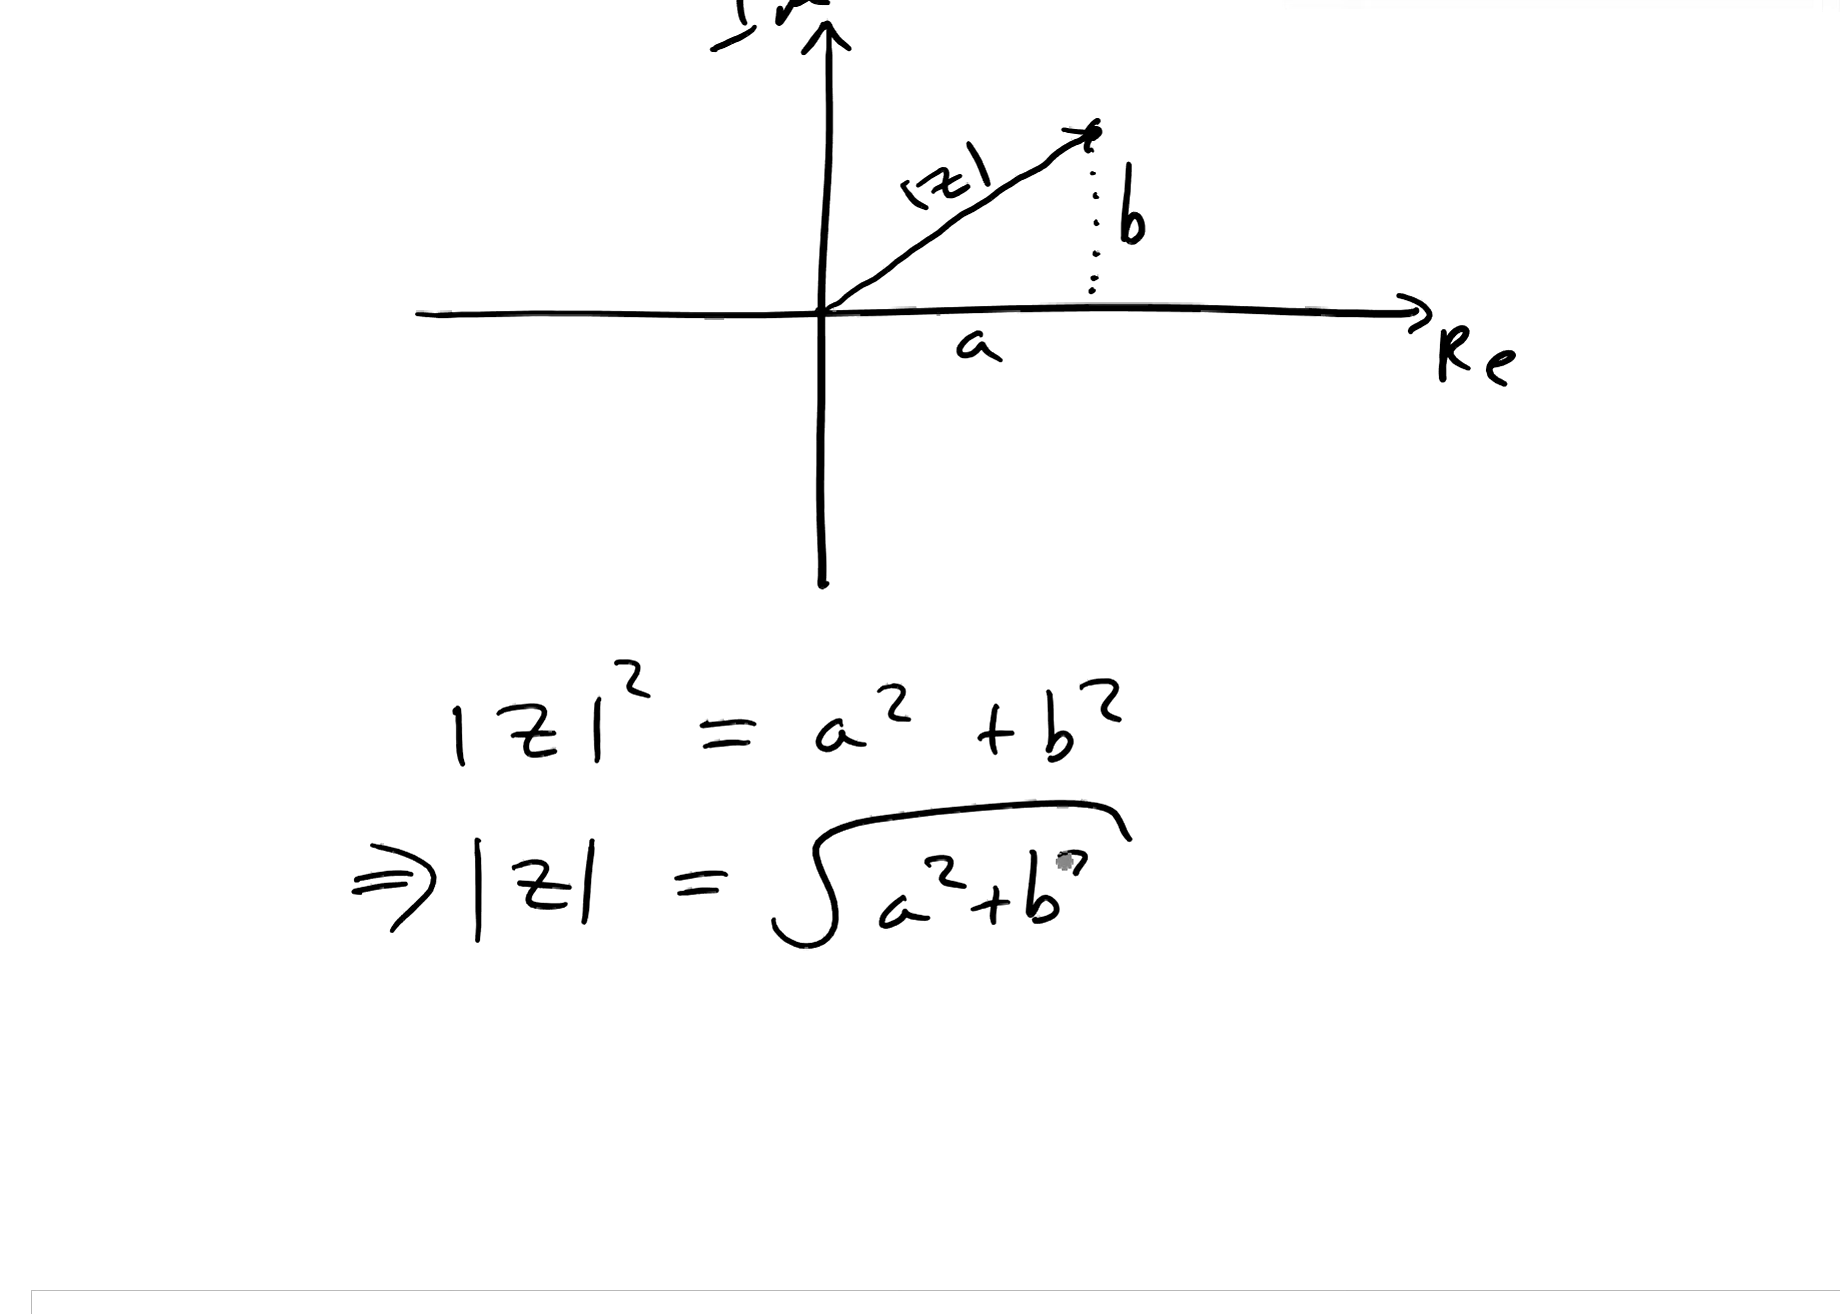 Im
|z|
b
a
Re
|z|² = a² + b²
⇒ |z| = √(a² + b²)